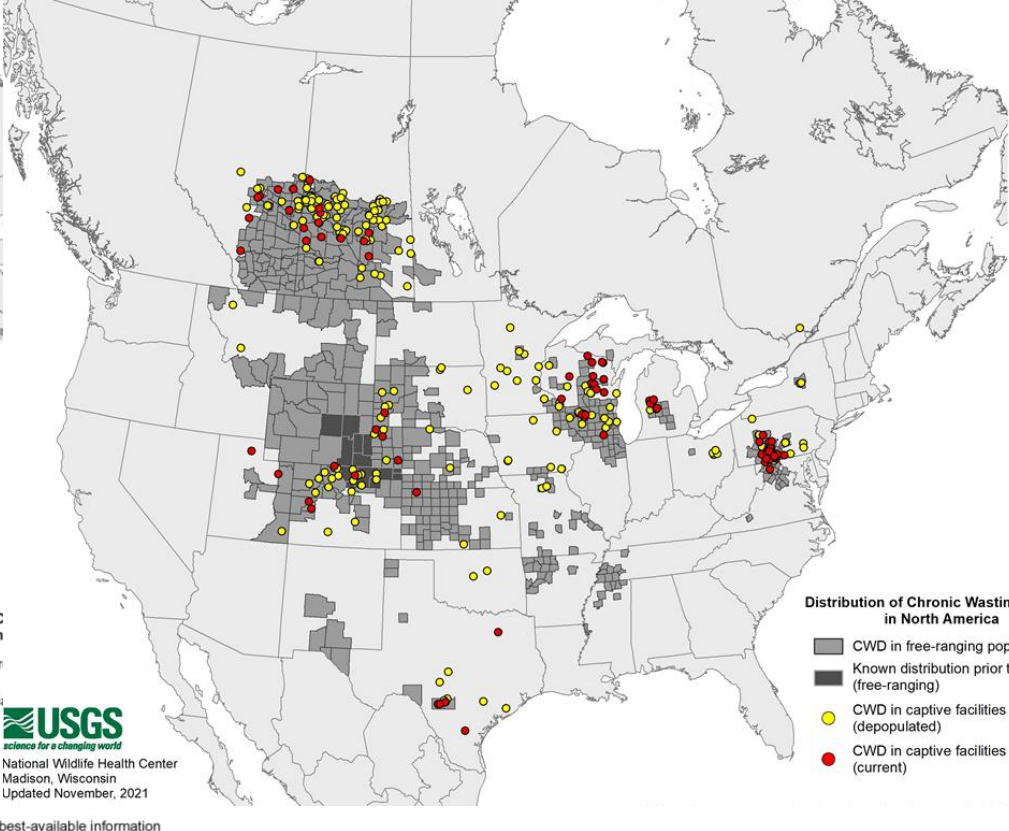 Distribution of Chronic Wastin
in North America
CWD in free-ranging pop
Known distribution prior t
(free-ranging)
CWD in captive facilities
(depopulated)
CWD in captive facilities
(current)
USGS
science for a changing world
National Wildlife Health Center
Madison, Wisconsin
Updated November, 2021
best-available information